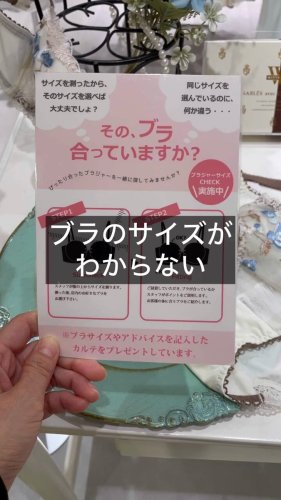 サイズを測ったから、
そのサイズを選べば
大丈夫でしょ？
同じサイズを
選んでいるのに、
何か違う・・・
その、ブラ
合っていますか？
ぴったり合ったブラジャーを一緒に探してみませんか？
ブラジャーサイズ
CHECK
実施中
STEP1
STEP2
ブラのサイズが
わからない
※ブラサイズやアドバイスを記入した
カルテをプレゼントしています。